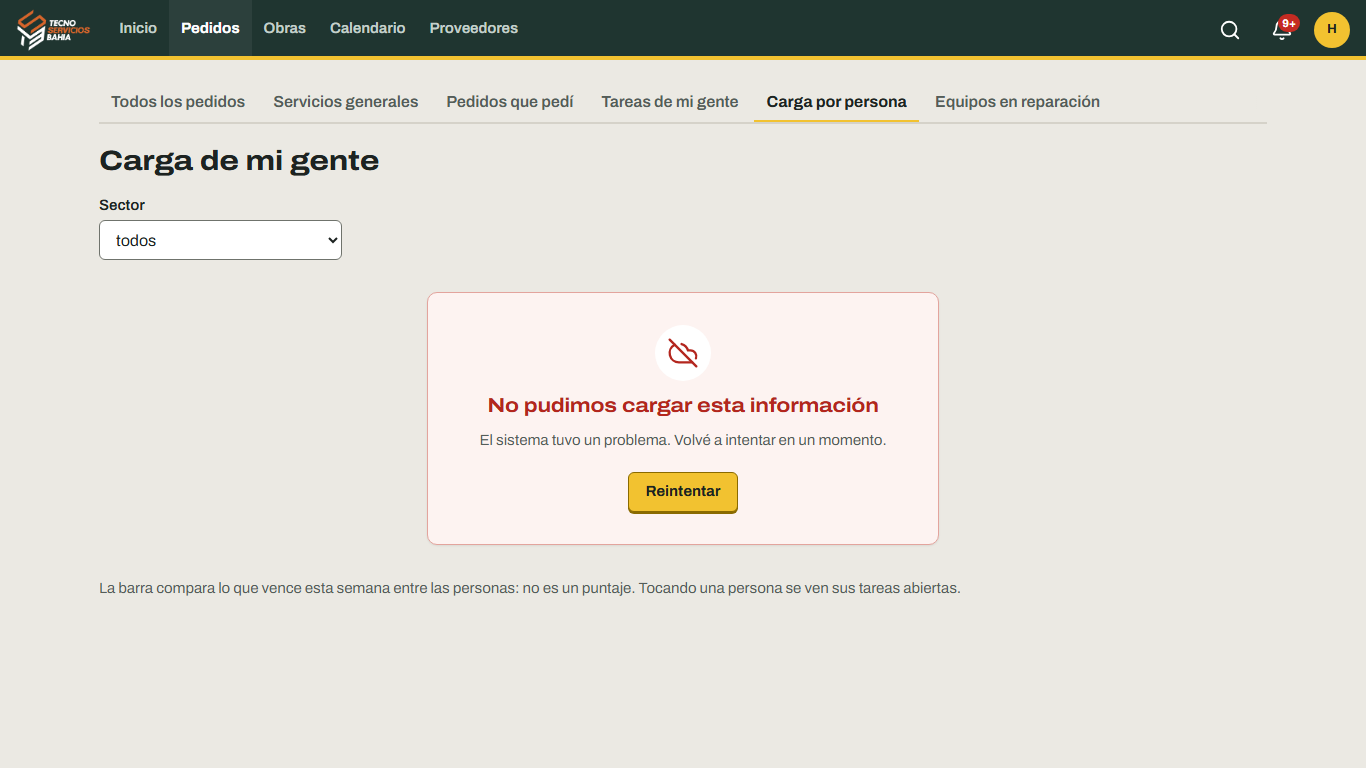 TECNO
SERVICIOS
BAHIA
Inicio
Pedidos
Obras
Calendario
Proveedores
9+
H
Todos los pedidos
Servicios generales
Pedidos que pedí
Tareas de mi gente
Carga por persona
Equipos en reparación
Carga de mi gente
Sector
todos
No pudimos cargar esta información
El sistema tuvo un problema. Volvé a intentar en un momento.
Reintentar
La barra compara lo que vence esta semana entre las personas: no es un puntaje. Tocando una persona se ven sus tareas abiertas.